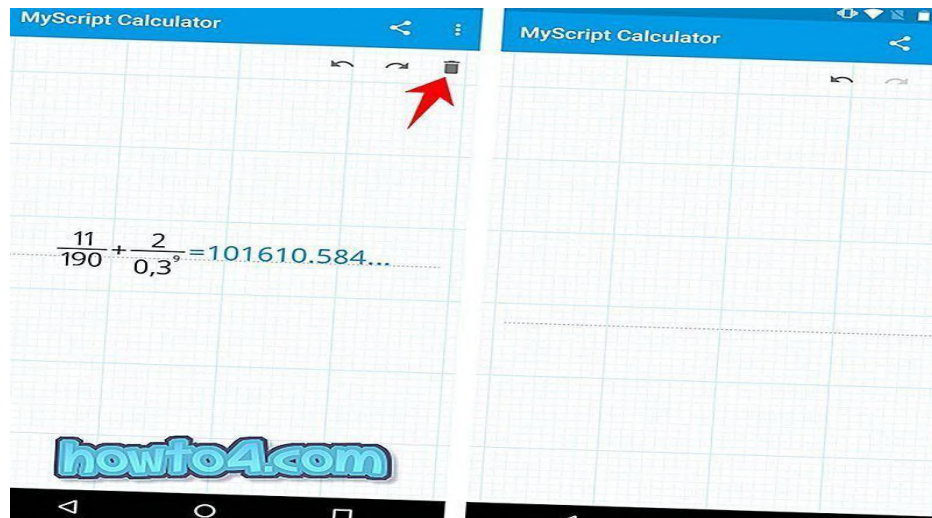 MyScript Calculator
11/190 + 2/0,3⁹ =101610.584...
howto4.com
MyScript Calculator